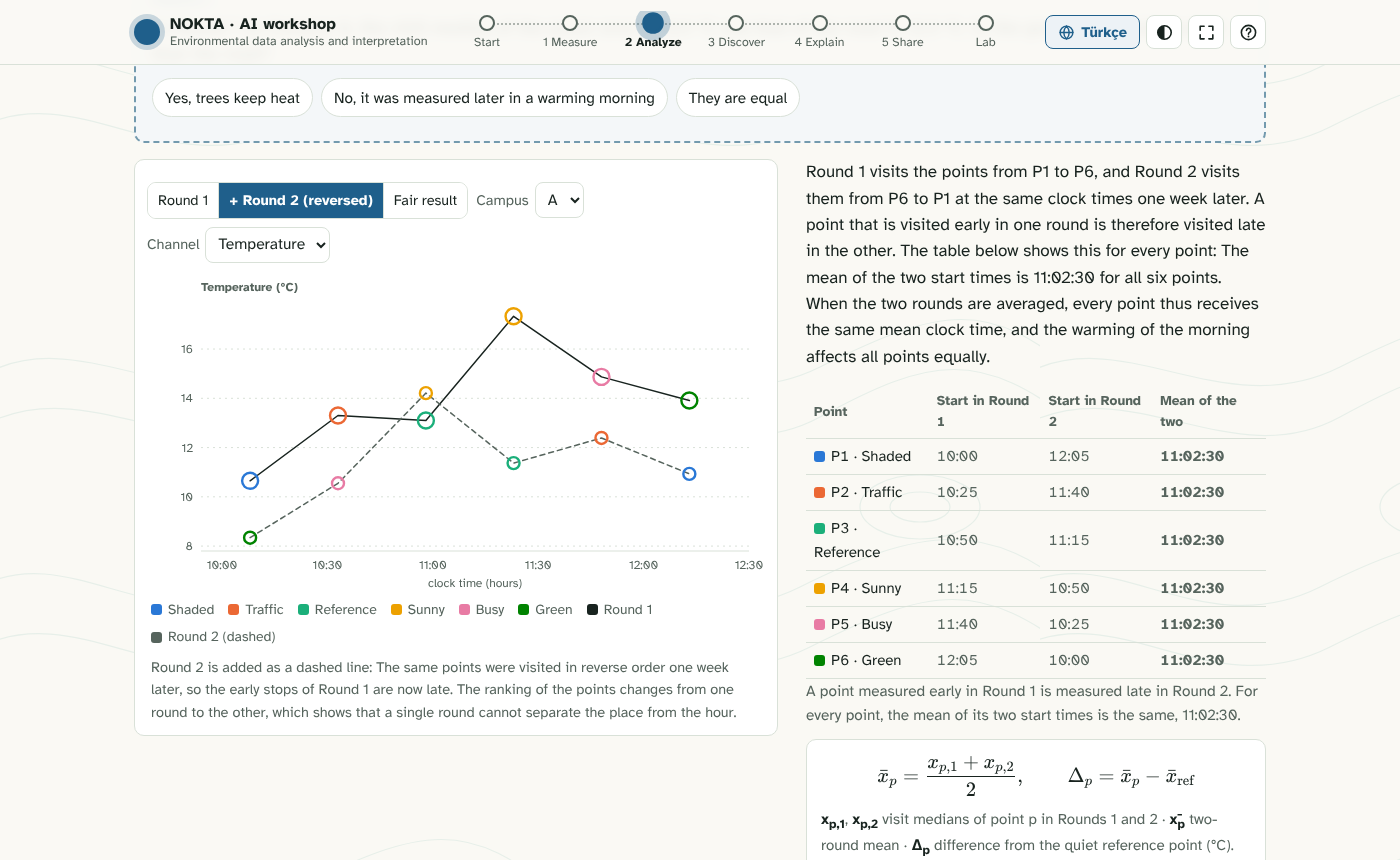 NOKTA · AI workshop
Environmental data analysis and interpretation
Start
1 Measure
2 Analyze
3 Discover
4 Explain
5 Share
Lab
Türkçe
Yes, trees keep heat
No, it was measured later in a warming morning
They are equal
Round 1
+ Round 2 (reversed)
Fair result
Campus
A
Channel
Temperature
Temperature (°C)
16
14
12
10
8
10:00
10:30
11:00
11:30
12:00
12:30
clock time (hours)
Shaded
Traffic
Reference
Sunny
Busy
Green
Round 1
Round 2 (dashed)
Round 2 is added as a dashed line: The same points were visited in reverse order one week
later, so the early stops of Round 1 are now late. The ranking of the points changes from one
round to the other, which shows that a single round cannot separate the place from the hour.
Round 1 visits the points from P1 to P6, and Round 2 visits
them from P6 to P1 at the same clock times one week later. A
point that is visited early in one round is therefore visited late
in the other. The table below shows this for every point: The
mean of the two start times is 11:02:30 for all six points.
When the two rounds are averaged, every point thus receives
the same mean clock time, and the warming of the morning
affects all points equally.
Point
Start in Round
1
Start in Round
2
Mean of the
two
P1 · Shaded 10:00 12:05 11:02:30
P2 · Traffic 10:25 11:40 11:02:30
P3 ·
Reference 10:50 11:15 11:02:30
P4 · Sunny 11:15 10:50 11:02:30
P5 · Busy 11:40 10:25 11:02:30
P6 · Green 12:05 10:00 11:02:30
A point measured early in Round 1 is measured late in Round 2. For
every point, the mean of its two start times is the same, 11:02:30.
x̄p = (xp,1 + xp,2) / 2, Δp = x̄p − x̄ref
xp,1, xp,2 visit medians of point p in Rounds 1 and 2 · x̄p two-
round mean · Δp difference from the quiet reference point (°C).